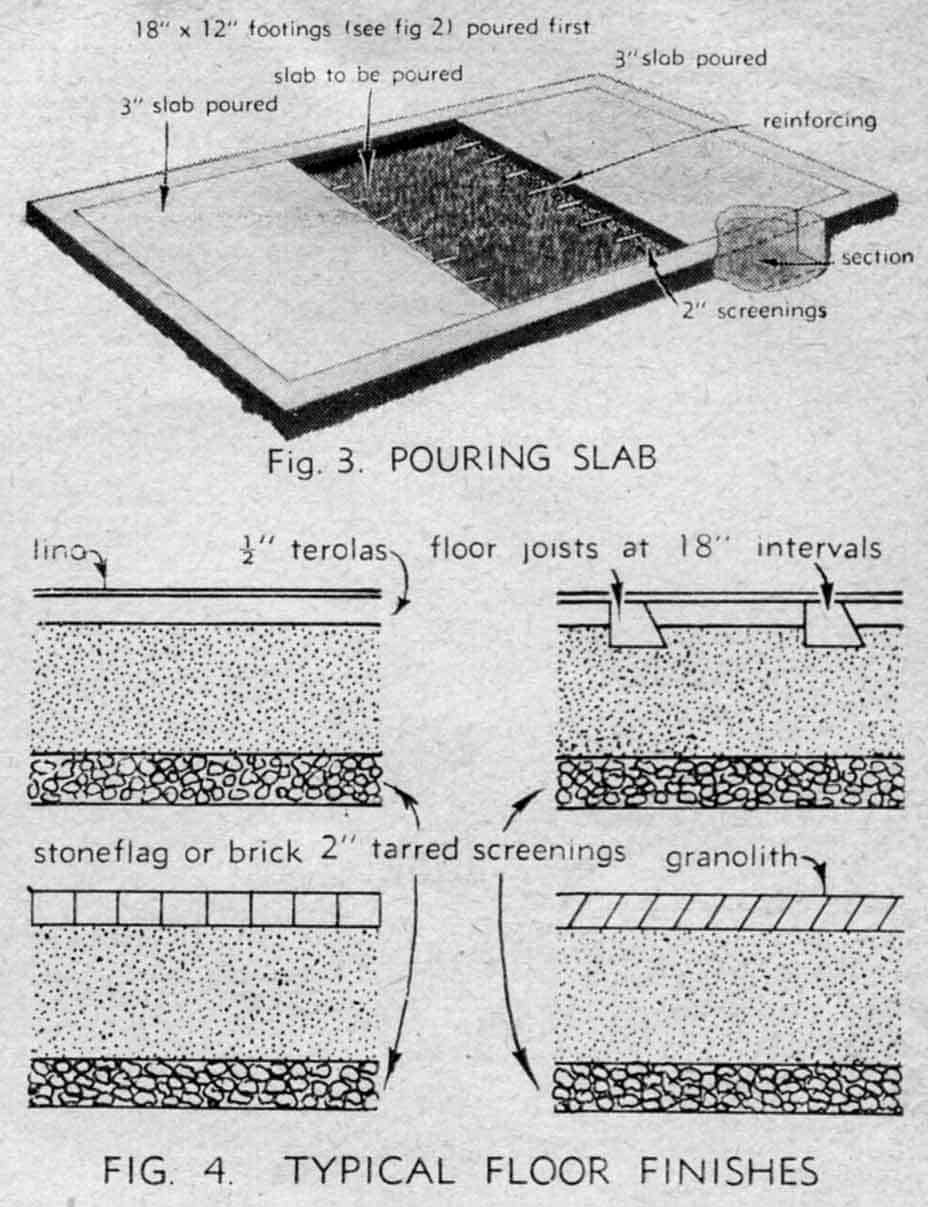 18" x 12" footings (see fig 2) poured first
3" slab poured
slab to be poured
3" slab poured
reinforcing
section
2" screenings
Fig. 3. POURING SLAB
lino
½" terolas
floor joists at 18" intervals
stoneflag or brick
2" tarred screenings
granolith
FIG. 4. TYPICAL FLOOR FINISHES